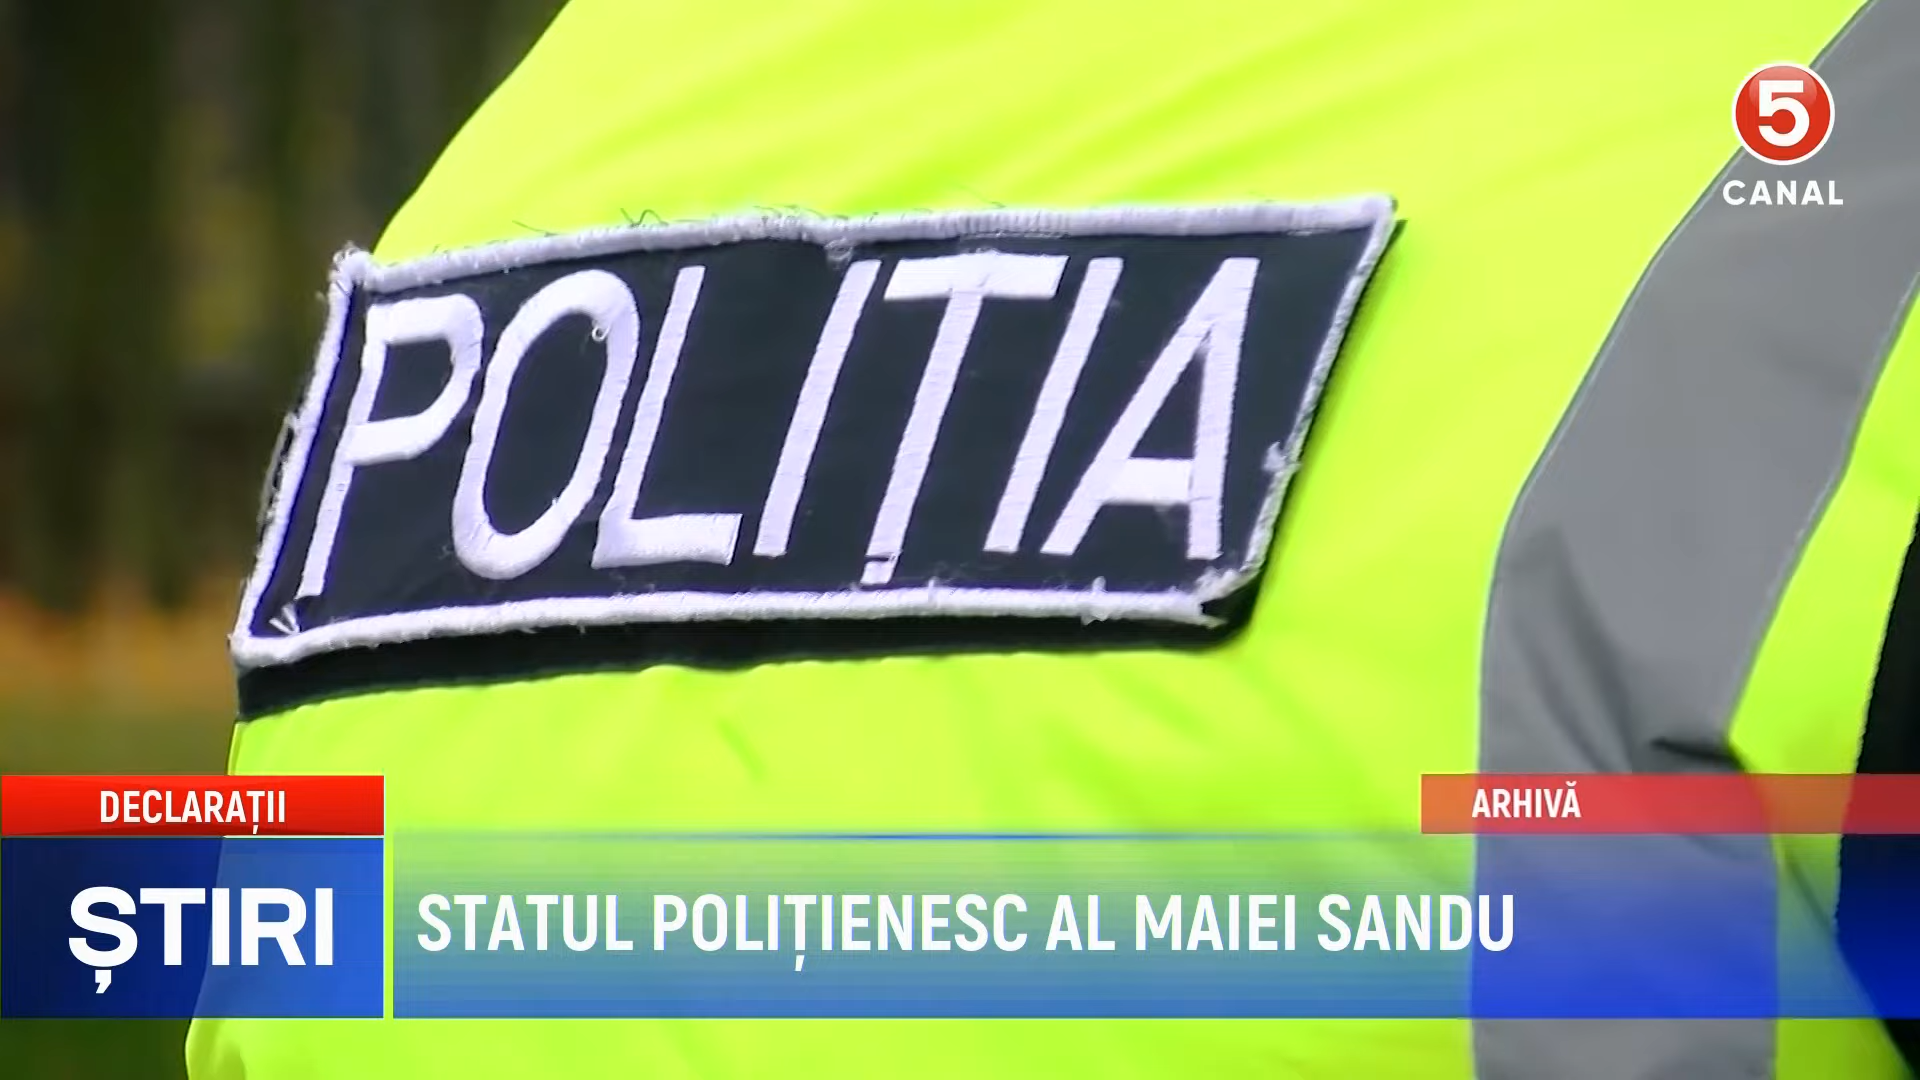 5
CANAL
POLIȚIA
DECLARAȚII
ARHIVĂ
ȘTIRI
STATUL POLIȚIENESC AL MAIEI SANDU